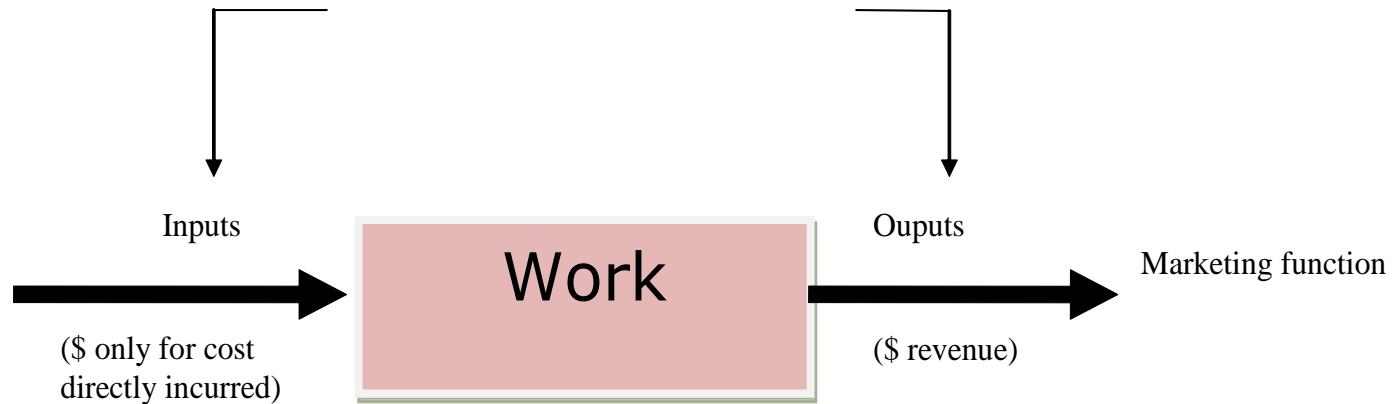 Inputs
Ouputs
Work
Marketing function
($ only for cost
directly incurred)
($ revenue)